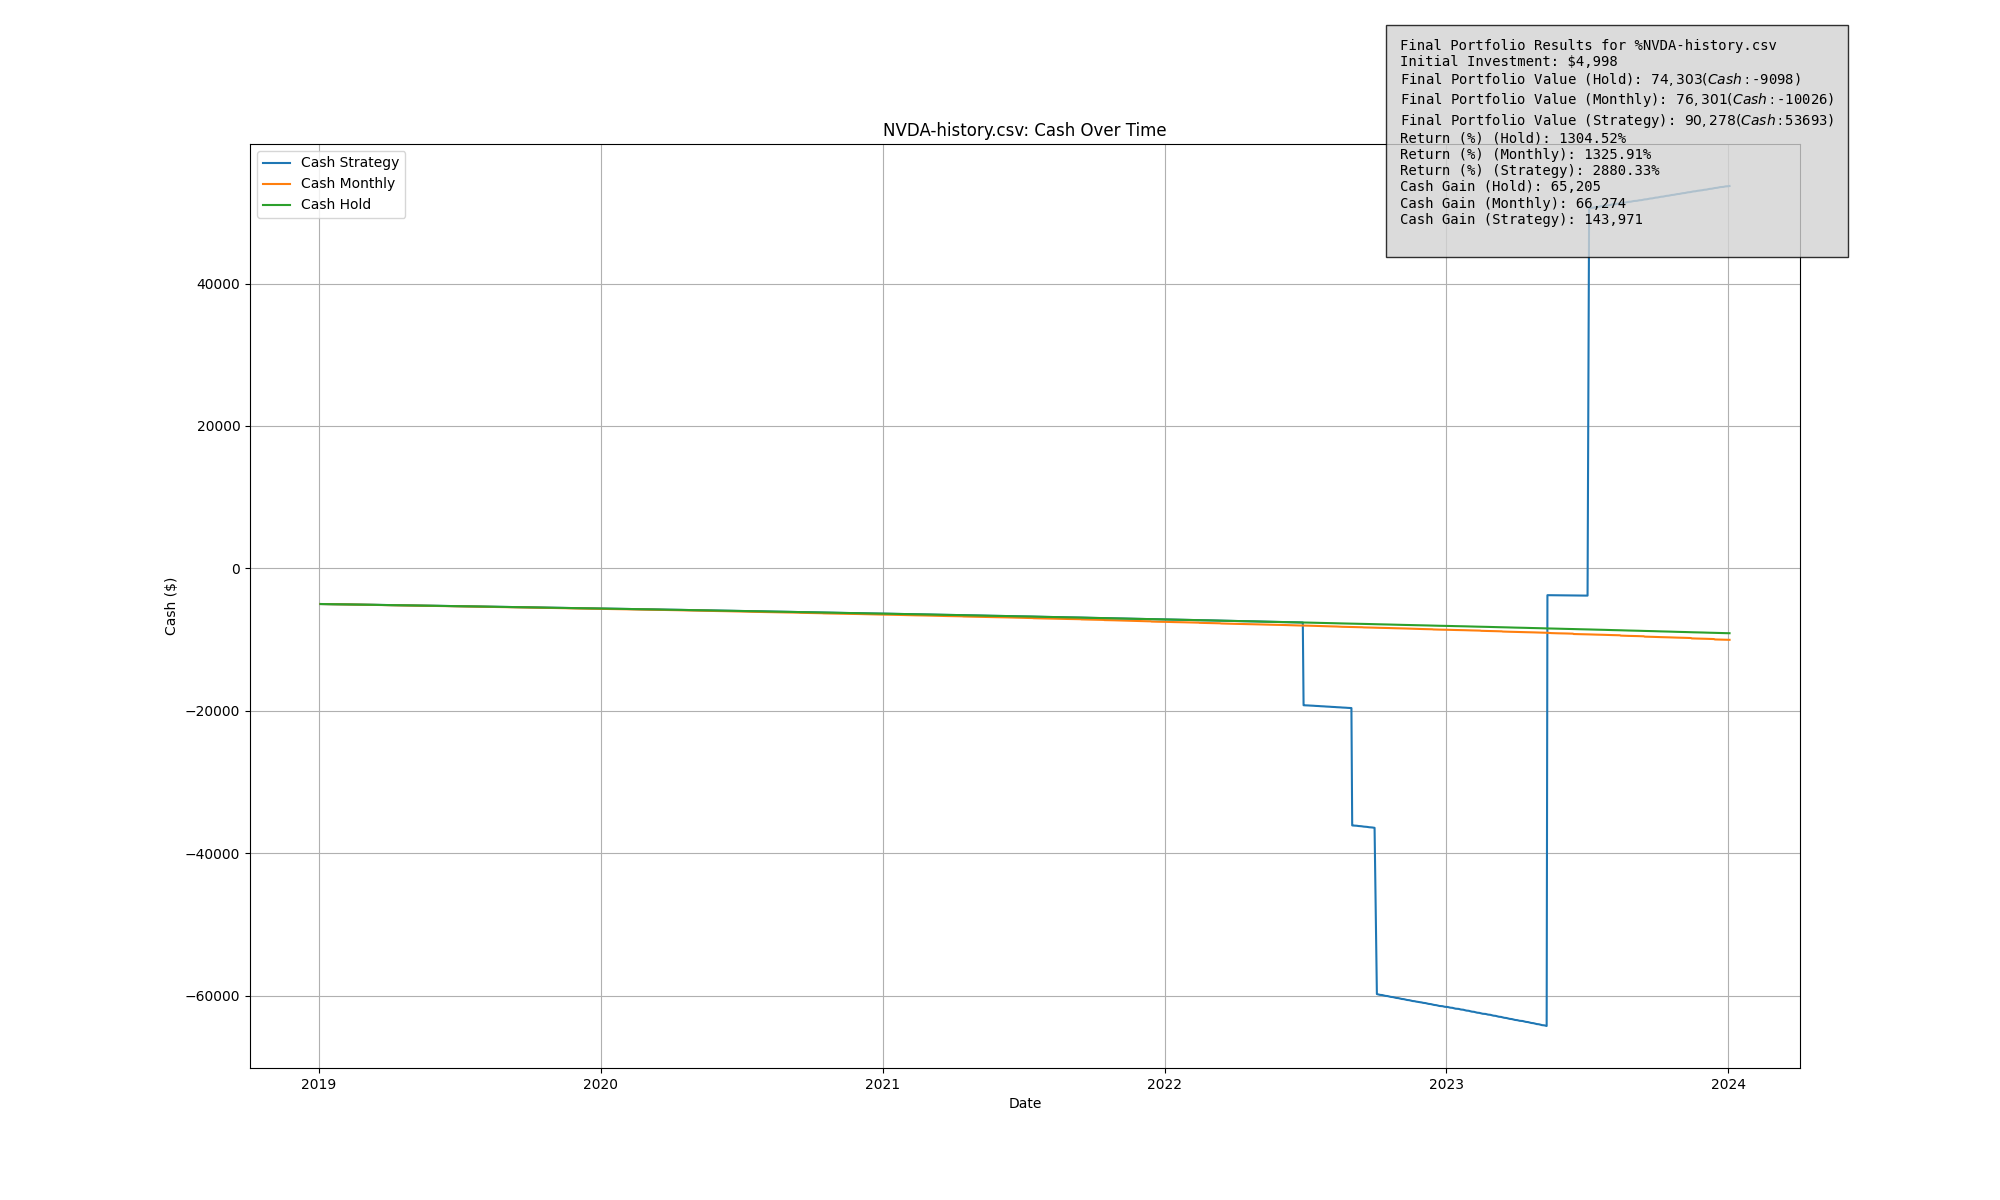 Final Portfolio Results for %NVDA-history.csv
Initial Investment: $4,998
Final Portfolio Value (Hold): 74,303(Cash:-9098)
Final Portfolio Value (Monthly): 76,301(Cash:-10026)
Final Portfolio Value (Strategy): 90,278(Cash:53693)
Return (%) (Hold): 1304.52%
Return (%) (Monthly): 1325.91%
Return (%) (Strategy): 2880.33%
Cash Gain (Hold): 65,205
Cash Gain (Monthly): 66,274
Cash Gain (Strategy): 143,971
NVDA-history.csv: Cash Over Time
Cash Strategy
Cash Monthly
Cash Hold
40000
20000
0
−20000
−40000
−60000
Cash ($)
2019
2020
2021
2022
2023
2024
Date